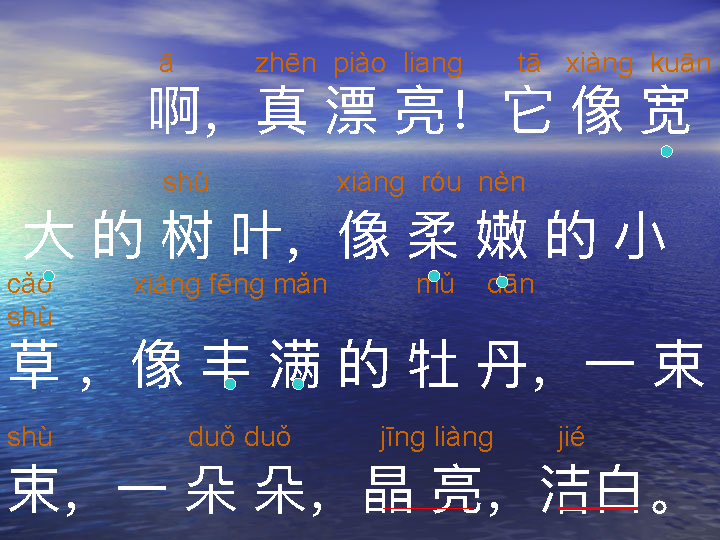 ā zhēn piào liang tā xiàng kuān
啊，真 漂 亮！它 像 宽
shù xiàng róu nèn
大 的 树 叶，像 柔 嫩 的 小
cǎo xiàng fēng mǎn mǔ dān
shù
草 ，像 丰 满 的 牡 丹，一 束
shù duǒ duǒ jīng liàng jié
束，一 朵 朵，晶 亮，洁白。